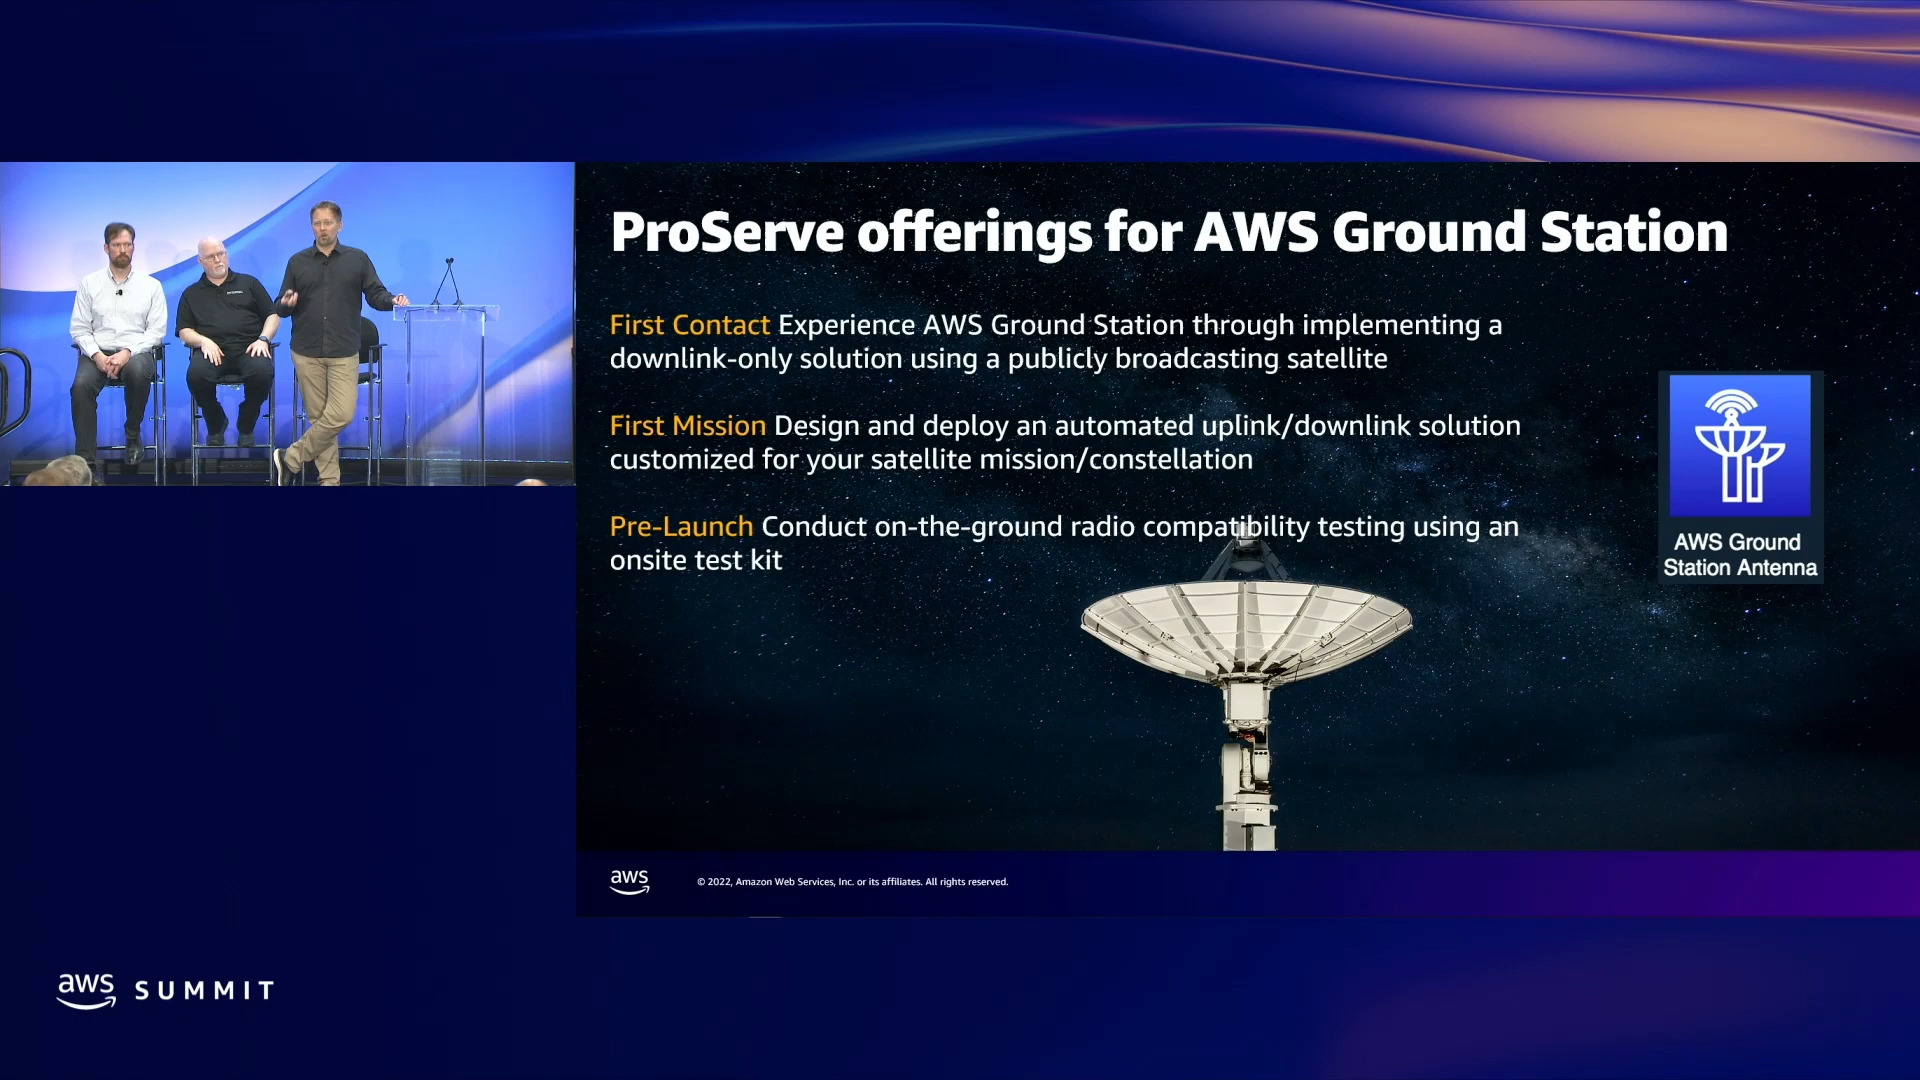 ProServe offerings for AWS Ground Station
First Contact Experience AWS Ground Station through implementing a
downlink-only solution using a publicly broadcasting satellite
First Mission Design and deploy an automated uplink/downlink solution
customized for your satellite mission/constellation
Pre-Launch Conduct on-the-ground radio compatibility testing using an
onsite test kit
AWS Ground
Station Antenna
aws
© 2022, Amazon Web Services, Inc. or its affiliates. All rights reserved.
aws SUMMIT